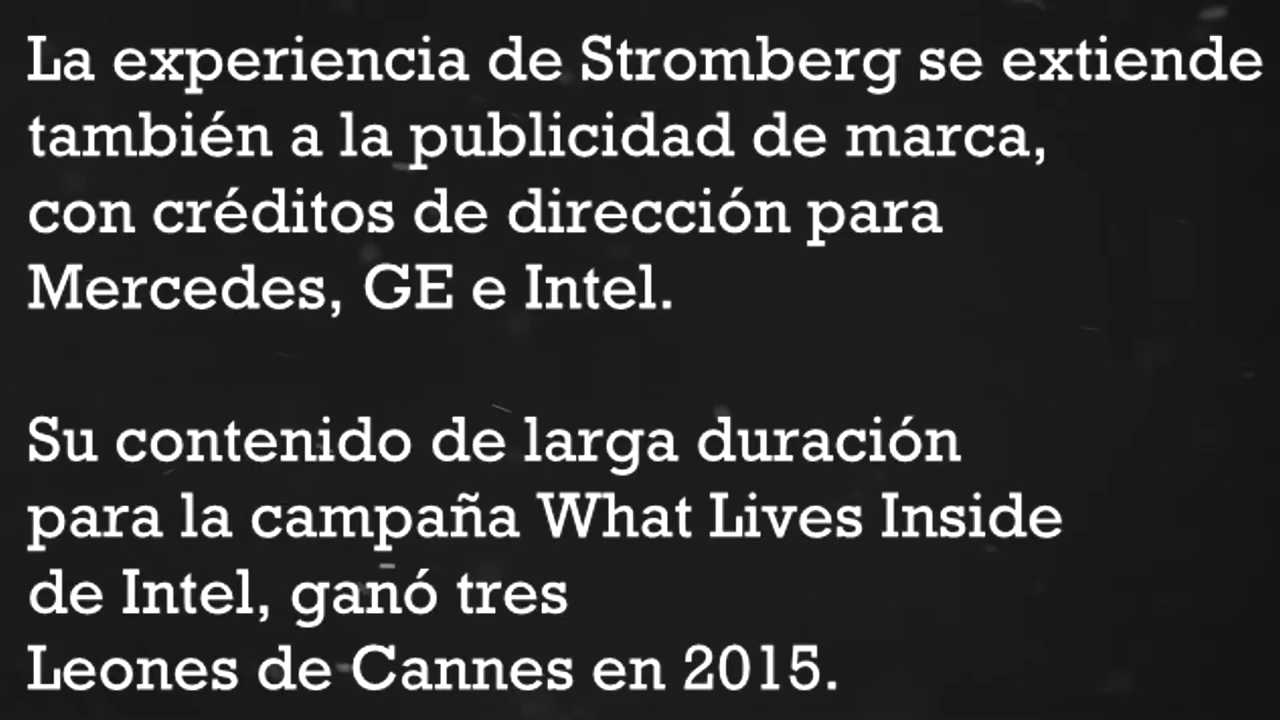 La experiencia de Stromberg se extiende
también a la publicidad de marca,
con créditos de dirección para
Mercedes, GE e Intel.
Su contenido de larga duración
para la campaña What Lives Inside
de Intel, ganó tres
Leones de Cannes en 2015.